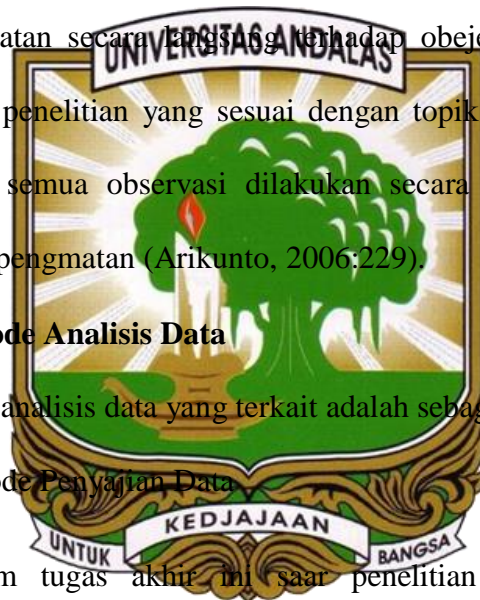 atan secara langsung terhadap obeje
UNIVERSITAS ANDALAS
penelitian yang sesuai dengan topik
semua observasi dilakukan secara
pengmatan (Arikunto, 2006:229).
ode Analisis Data
analisis data yang terkait adalah sebag
ode Penyajian Data
KEDJAJAAN
UNTUK BANGSA
m tugas akhir ini saar penelitian